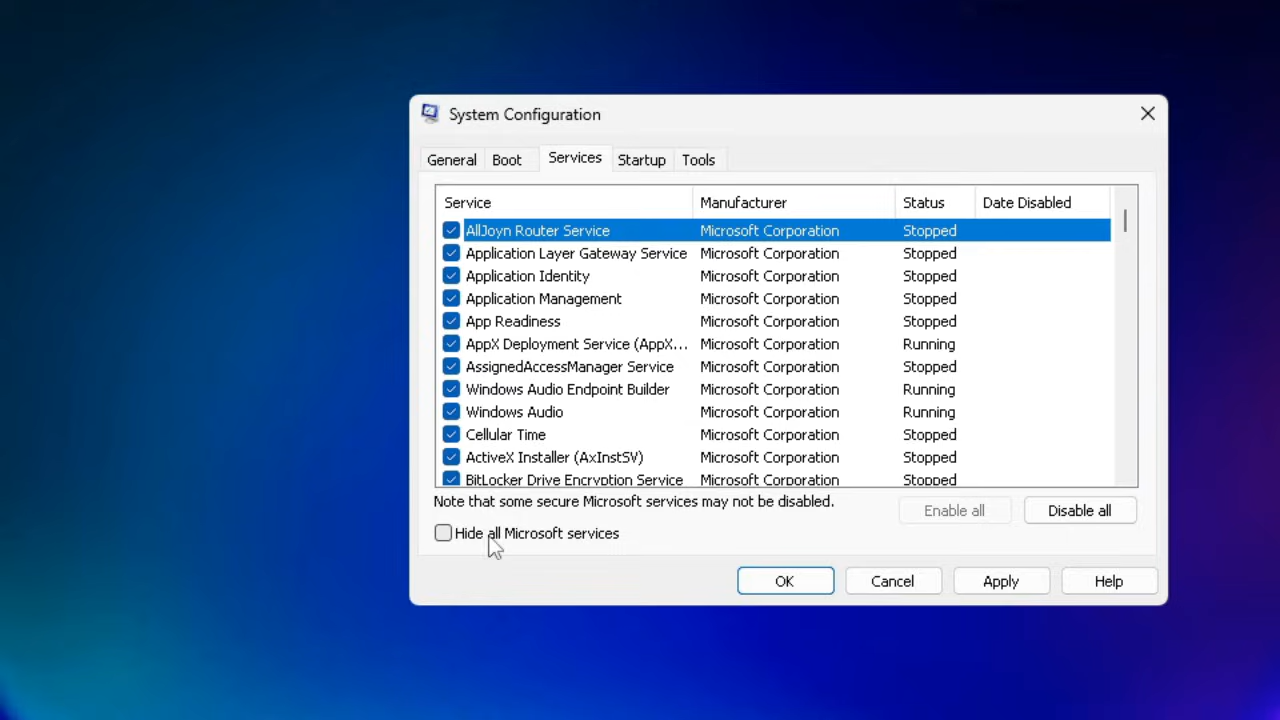 System Configuration
General Boot Services Startup Tools
Service Manufacturer Status Date Disabled
AllJoyn Router Service Microsoft Corporation Stopped
Application Layer Gateway Service Microsoft Corporation Stopped
Application Identity Microsoft Corporation Stopped
Application Management Microsoft Corporation Stopped
App Readiness Microsoft Corporation Stopped
AppX Deployment Service (AppX... Microsoft Corporation Running
AssignedAccessManager Service Microsoft Corporation Stopped
Windows Audio Endpoint Builder Microsoft Corporation Running
Windows Audio Microsoft Corporation Running
Cellular Time Microsoft Corporation Stopped
ActiveX Installer (AxInstSV) Microsoft Corporation Stopped
BitLocker Drive Encryption Service Microsoft Corporation Stopped
Note that some secure Microsoft services may not be disabled.
Enable all Disable all
Hide all Microsoft services
OK Cancel Apply Help